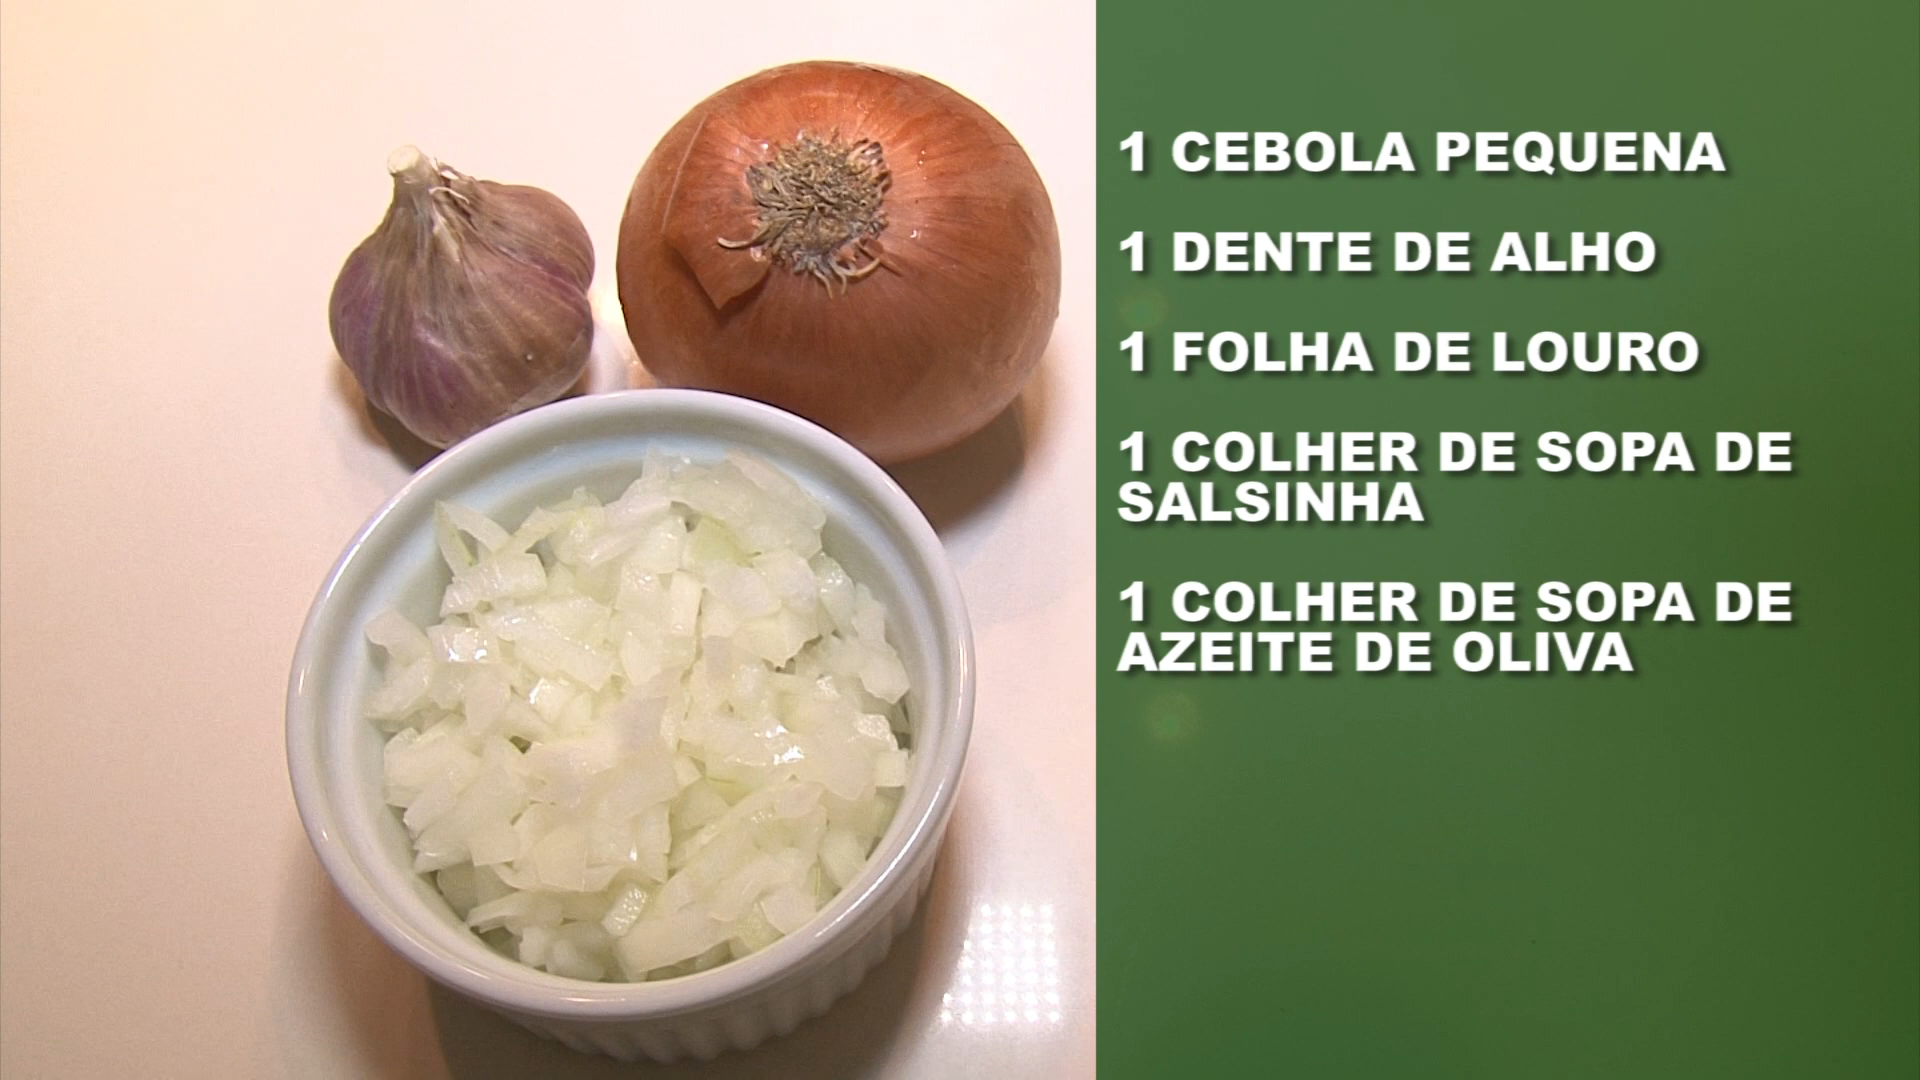 1 CEBOLA PEQUENA
1 DENTE DE ALHO
1 FOLHA DE LOURO
1 COLHER DE SOPA DE
SALSINHA
1 COLHER DE SOPA DE
AZEITE DE OLIVA